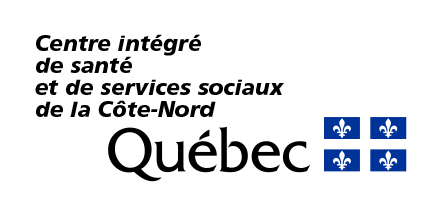 Centre intégré
de santé
et de services sociaux
de la Côte-Nord
Québec